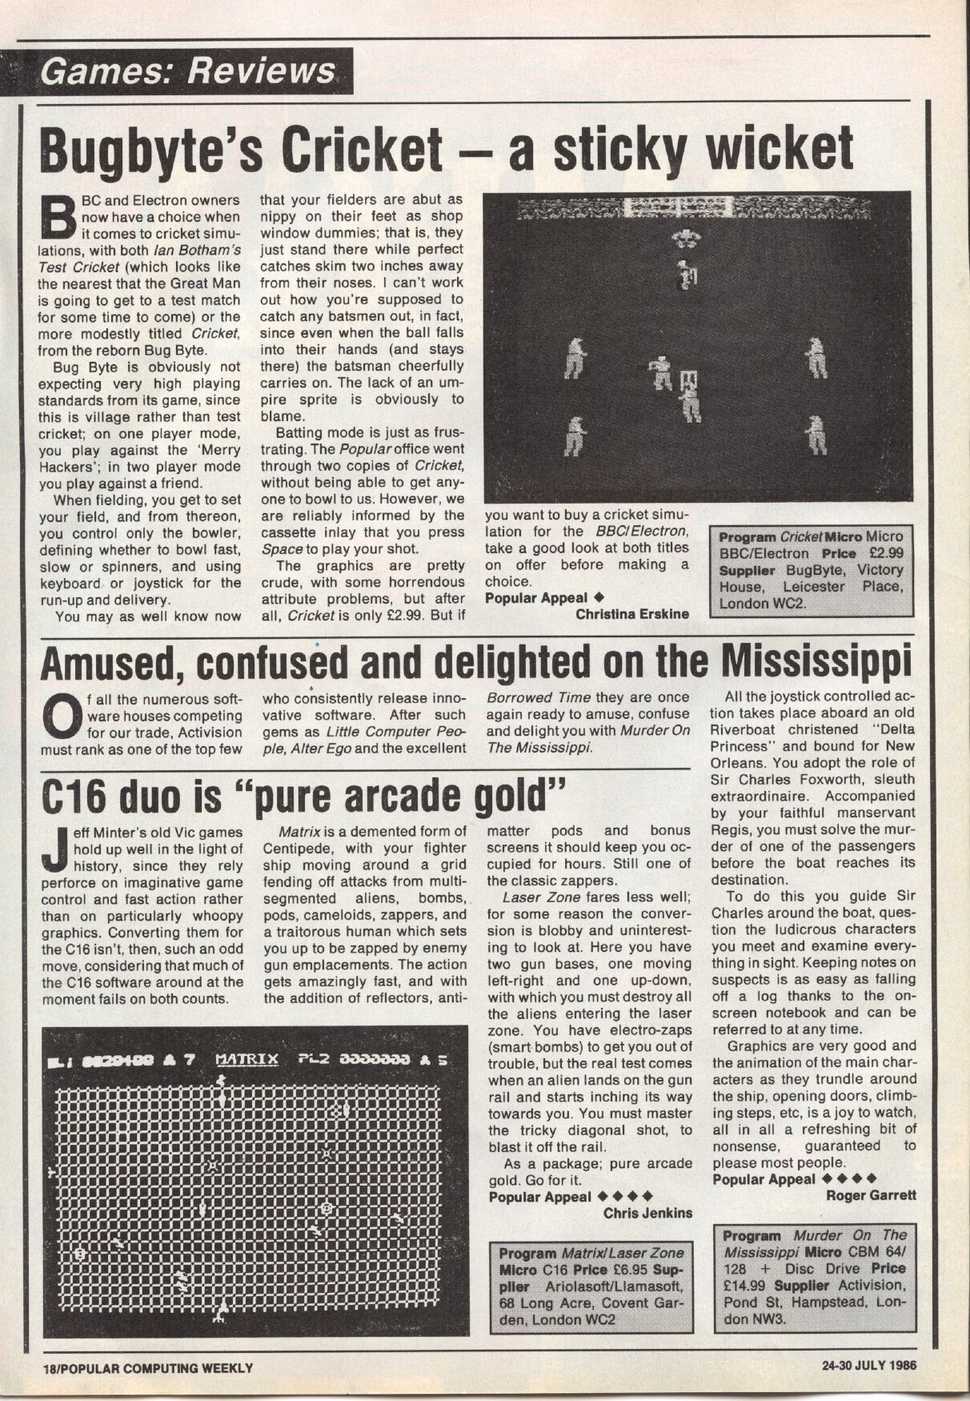 Games: Reviews
Bugbyte's Cricket – a sticky wicket
BBC and Electron owners
now have a choice when
it comes to cricket simu-
lations, with both Ian Botham's
Test Cricket (which looks like
the nearest that the Great Man
is going to get to a test match
for some time to come) or the
more modestly titled Cricket,
from the reborn Bug Byte.
Bug Byte is obviously not
expecting very high playing
standards from its game, since
this is village rather than test
cricket; on one player mode,
you play against the 'Merry
Hackers'; in two player mode
you play against a friend.
When fielding, you get to set
your field, and from thereon,
you control only the bowler,
defining whether to bowl fast,
slow or spinners, and using
keyboard or joystick for the
run-up and delivery.
You may as well know now
that your fielders are abut as
nippy on their feet as shop
window dummies; that is, they
just stand there while perfect
catches skim two inches away
from their noses. I can't work
out how you're supposed to
catch any batsmen out, in fact,
since even when the ball falls
into their hands (and stays
there) the batsman cheerfully
carries on. The lack of an um-
pire sprite is obviously to
blame.
Batting mode is just as frus-
trating. The Popular office went
through two copies of Cricket,
without being able to get any-
one to bowl to us. However, we
are reliably informed by the
cassette inlay that you press
Space to play your shot.
The graphics are pretty
crude, with some horrendous
attribute problems, but after
all, Cricket is only £2.99. But if
you want to buy a cricket simu-
lation for the BBC/Electron,
take a good look at both titles
on offer before making a
choice.
Popular Appeal ◆
Christina Erskine
Program Cricket Micro Micro
BBC/Electron Price £2.99
Supplier BugByte, Victory
House, Leicester Place,
London WC2.
Amused, confused and delighted on the Mississippi
Of all the numerous soft-
ware houses competing
for our trade, Activision
must rank as one of the top few
who consistently release inno-
vative software. After such
gems as Little Computer Peo-
ple, Alter Ego and the excellent
Borrowed Time they are once
again ready to amuse, confuse
and delight you with Murder On
The Mississippi.
All the joystick controlled ac-
tion takes place aboard an old
Riverboat christened "Delta
Princess" and bound for New
Orleans. You adopt the role of
Sir Charles Foxworth, sleuth
extraordinaire. Accompanied
by your faithful manservant
Regis, you must solve the mur-
der of one of the passengers
before the boat reaches its
destination.
To do this you guide Sir
Charles around the boat, ques-
tion the ludicrous characters
you meet and examine every-
thing in sight. Keeping notes on
suspects is as easy as falling
off a log thanks to the on-
screen notebook and can be
referred to at any time.
Graphics are very good and
the animation of the main char-
acters as they trundle around
the ship, opening doors, climb-
ing steps, etc, is a joy to watch,
all in all a refreshing bit of
nonsense, guaranteed to
please most people.
Popular Appeal ◆ ◆ ◆ ◆
Roger Garrett
Program Murder On The
Mississippi Micro CBM 64/
128 + Disc Drive Price
£14.99 Supplier Activision,
Pond St, Hampstead, Lon-
don NW3.
C16 duo is "pure arcade gold"
Jeff Minter's old Vic games
hold up well in the light of
history, since they rely
perforce on imaginative game
control and fast action rather
than on particularly whoopy
graphics. Converting them for
the C16 isn't, then, such an odd
move, considering that much of
the C16 software around at the
moment fails on both counts.
Matrix is a demented form of
Centipede, with your fighter
ship moving around a grid
fending off attacks from multi-
segmented aliens, bombs,
pods, cameloids, zappers, and
a traitorous human which sets
you up to be zapped by enemy
gun emplacements. The action
gets amazingly fast, and with
the addition of reflectors, anti-
matter pods and bonus
screens it should keep you oc-
cupied for hours. Still one of
the classic zappers.
Laser Zone fares less well;
for some reason the conver-
sion is blobby and uninterest-
ing to look at. Here you have
two gun bases, one moving
left-right and one up-down,
with which you must destroy all
the aliens entering the laser
zone. You have electro-zaps
(smart bombs) to get you out of
trouble, but the real test comes
when an alien lands on the gun
rail and starts inching its way
towards you. You must master
the tricky diagonal shot, to
blast it off the rail.
As a package; pure arcade
gold. Go for it.
Popular Appeal ◆ ◆ ◆ ◆
Chris Jenkins
Program Matrix/Laser Zone
Micro C16 Price £6.95 Sup-
plier Ariolasoft/Llamasoft,
68 Long Acre, Covent Gar-
den, London WC2
A 7 MATRIX PL2 0000000 A 5
18/POPULAR COMPUTING WEEKLY
24-30 JULY 1986